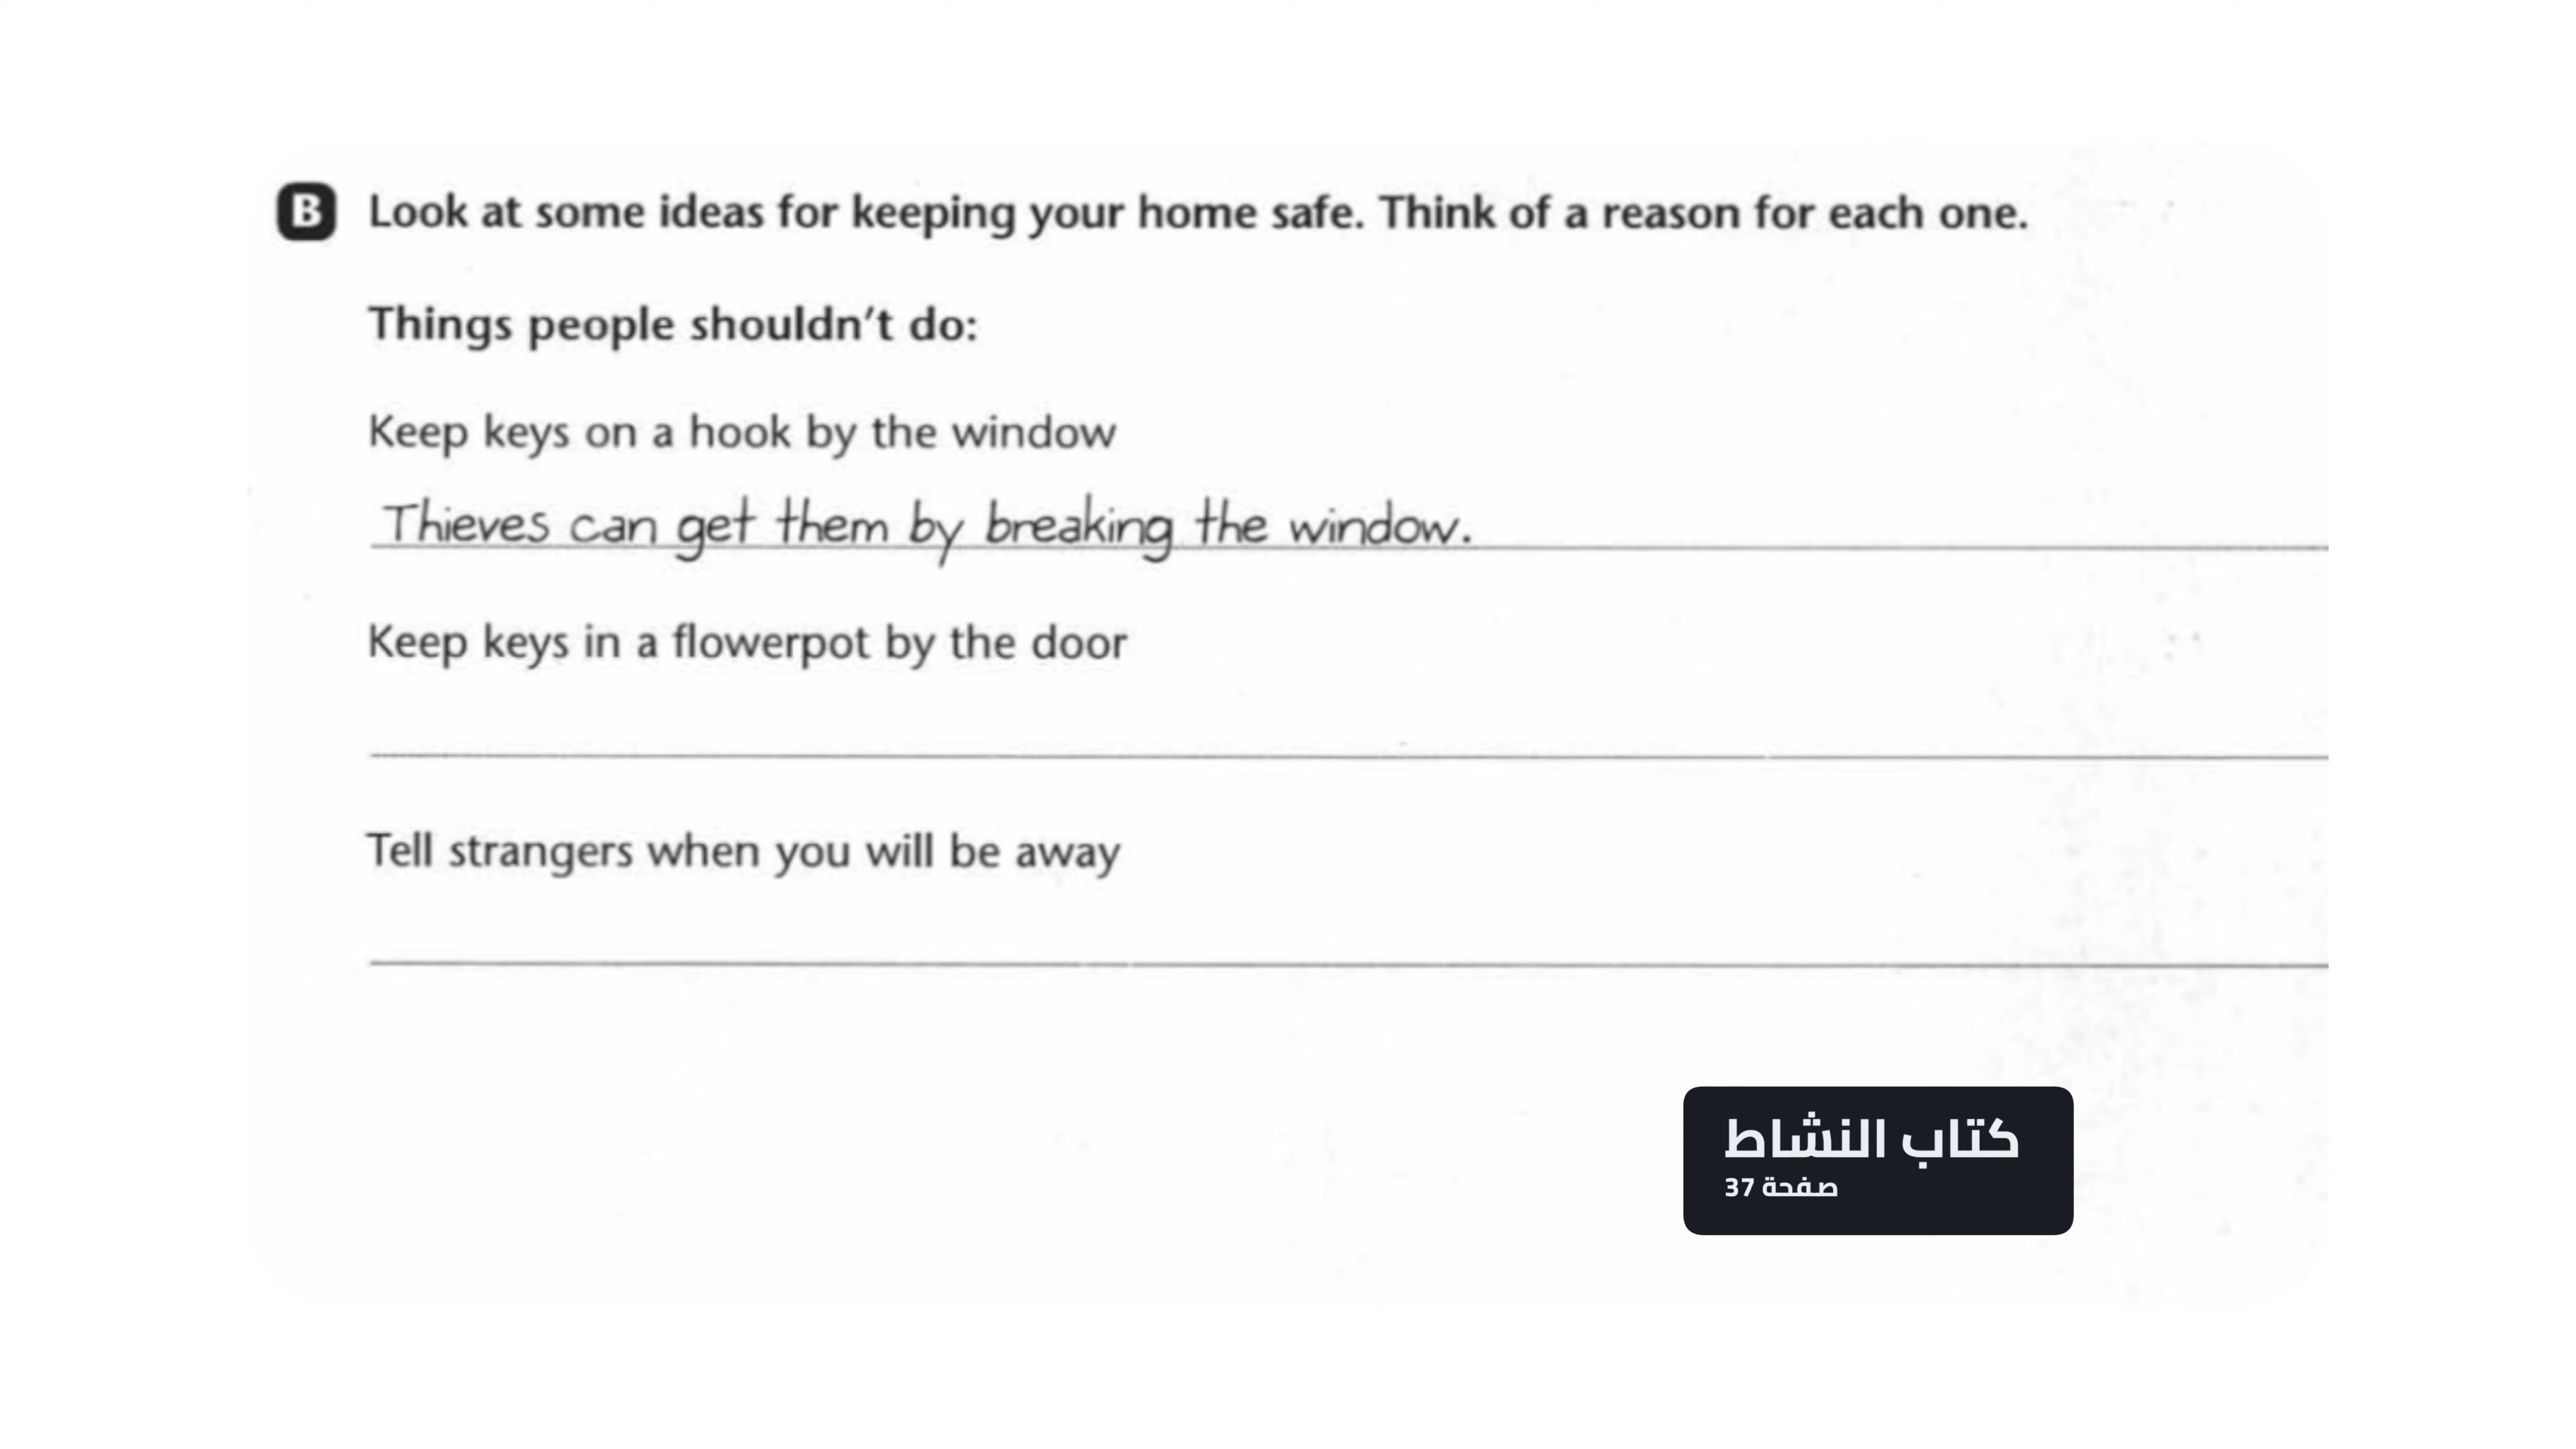 B Look at some ideas for keeping your home safe. Think of a reason for each one.
Things people shouldn't do:
Keep keys on a hook by the window
Thieves can get them by breaking the window.
Keep keys in a flowerpot by the door
Tell strangers when you will be away
كتاب النشاط
صفحة 37